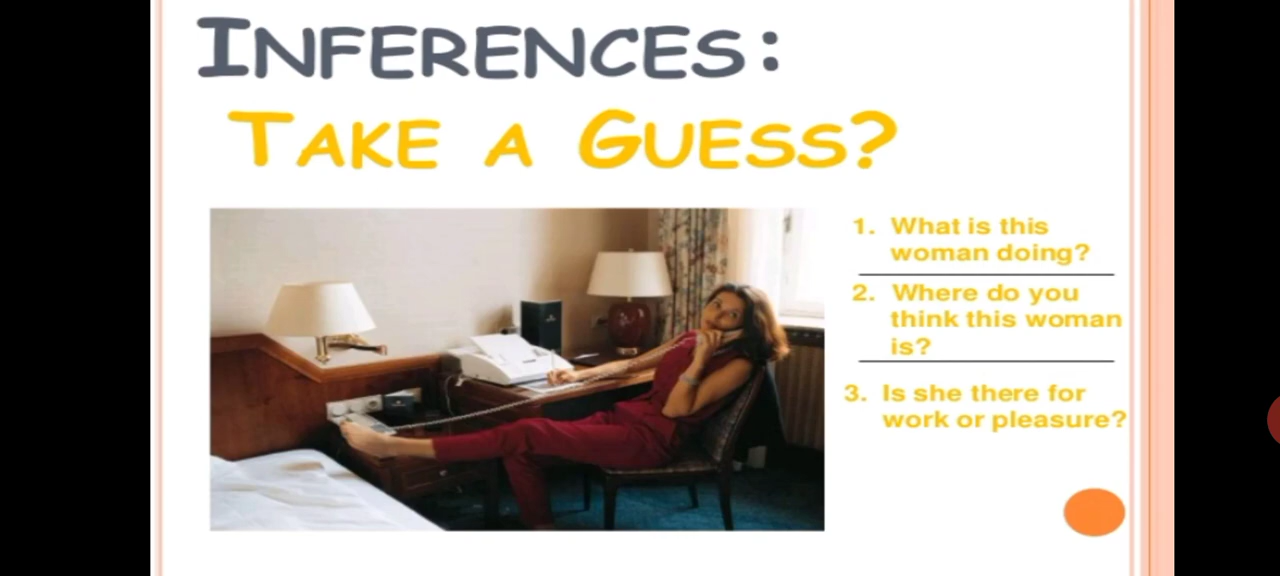 INFERENCES:
TAKE A GUESS?
1. What is this
woman doing?
2. Where do you
think this woman
is?
3. Is she there for
work or pleasure?